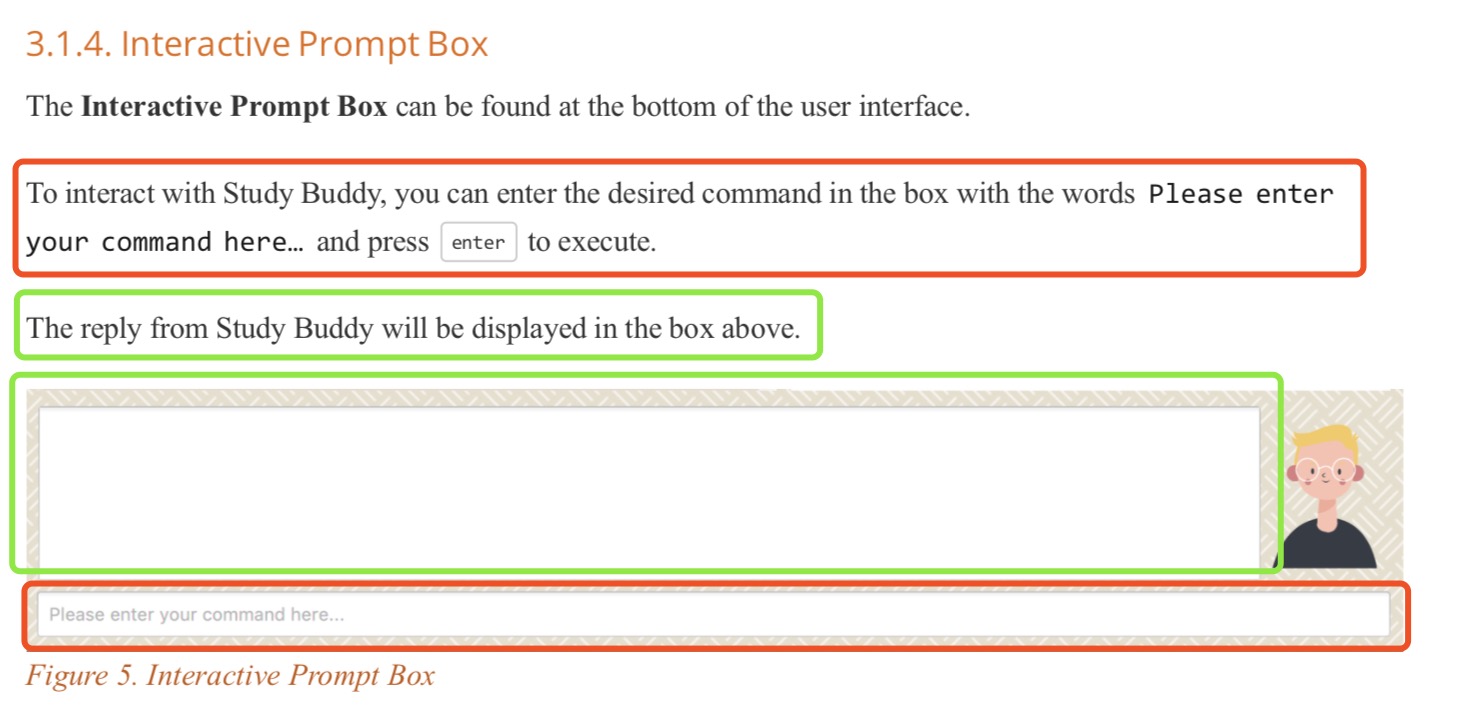 3.1.4. Interactive Prompt Box
The Interactive Prompt Box can be found at the bottom of the user interface.
To interact with Study Buddy, you can enter the desired command in the box with the words Please enter
your command here… and press enter to execute.
The reply from Study Buddy will be displayed in the box above.
Please enter your command here...
Figure 5. Interactive Prompt Box